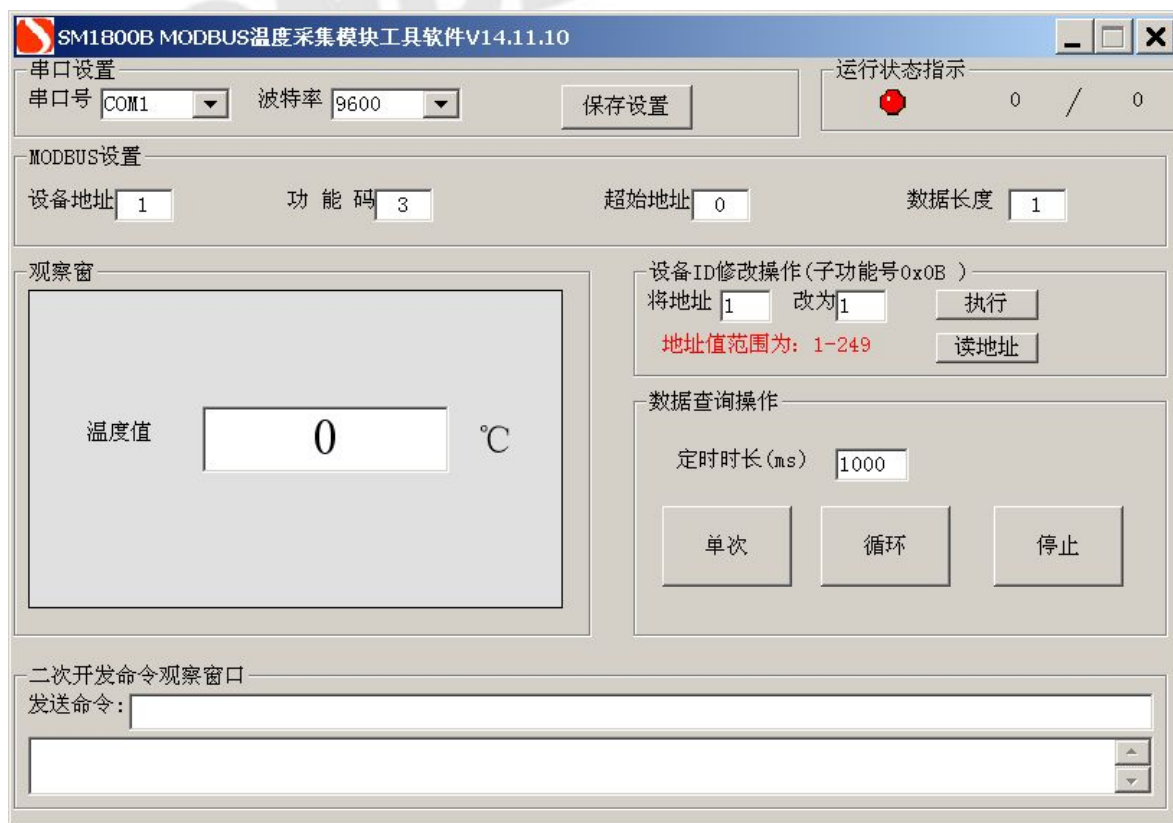 SM1800B MODBUS温度采集模块工具软件V14.11.10
串口设置
串口号 COM1 波特率 9600 保存设置
运行状态指示
0 / 0
MODBUS设置
设备地址 1 功 能 码 3 超始地址 0 数据长度 1
观察窗
温度值 0 ℃
设备ID修改操作(子功能号0x0B )
将地址 1 改为 1 执行
地址值范围为: 1-249 读地址
数据查询操作
定时时长(ms) 1000
单次 循环 停止
二次开发命令观察窗口
发送命令: